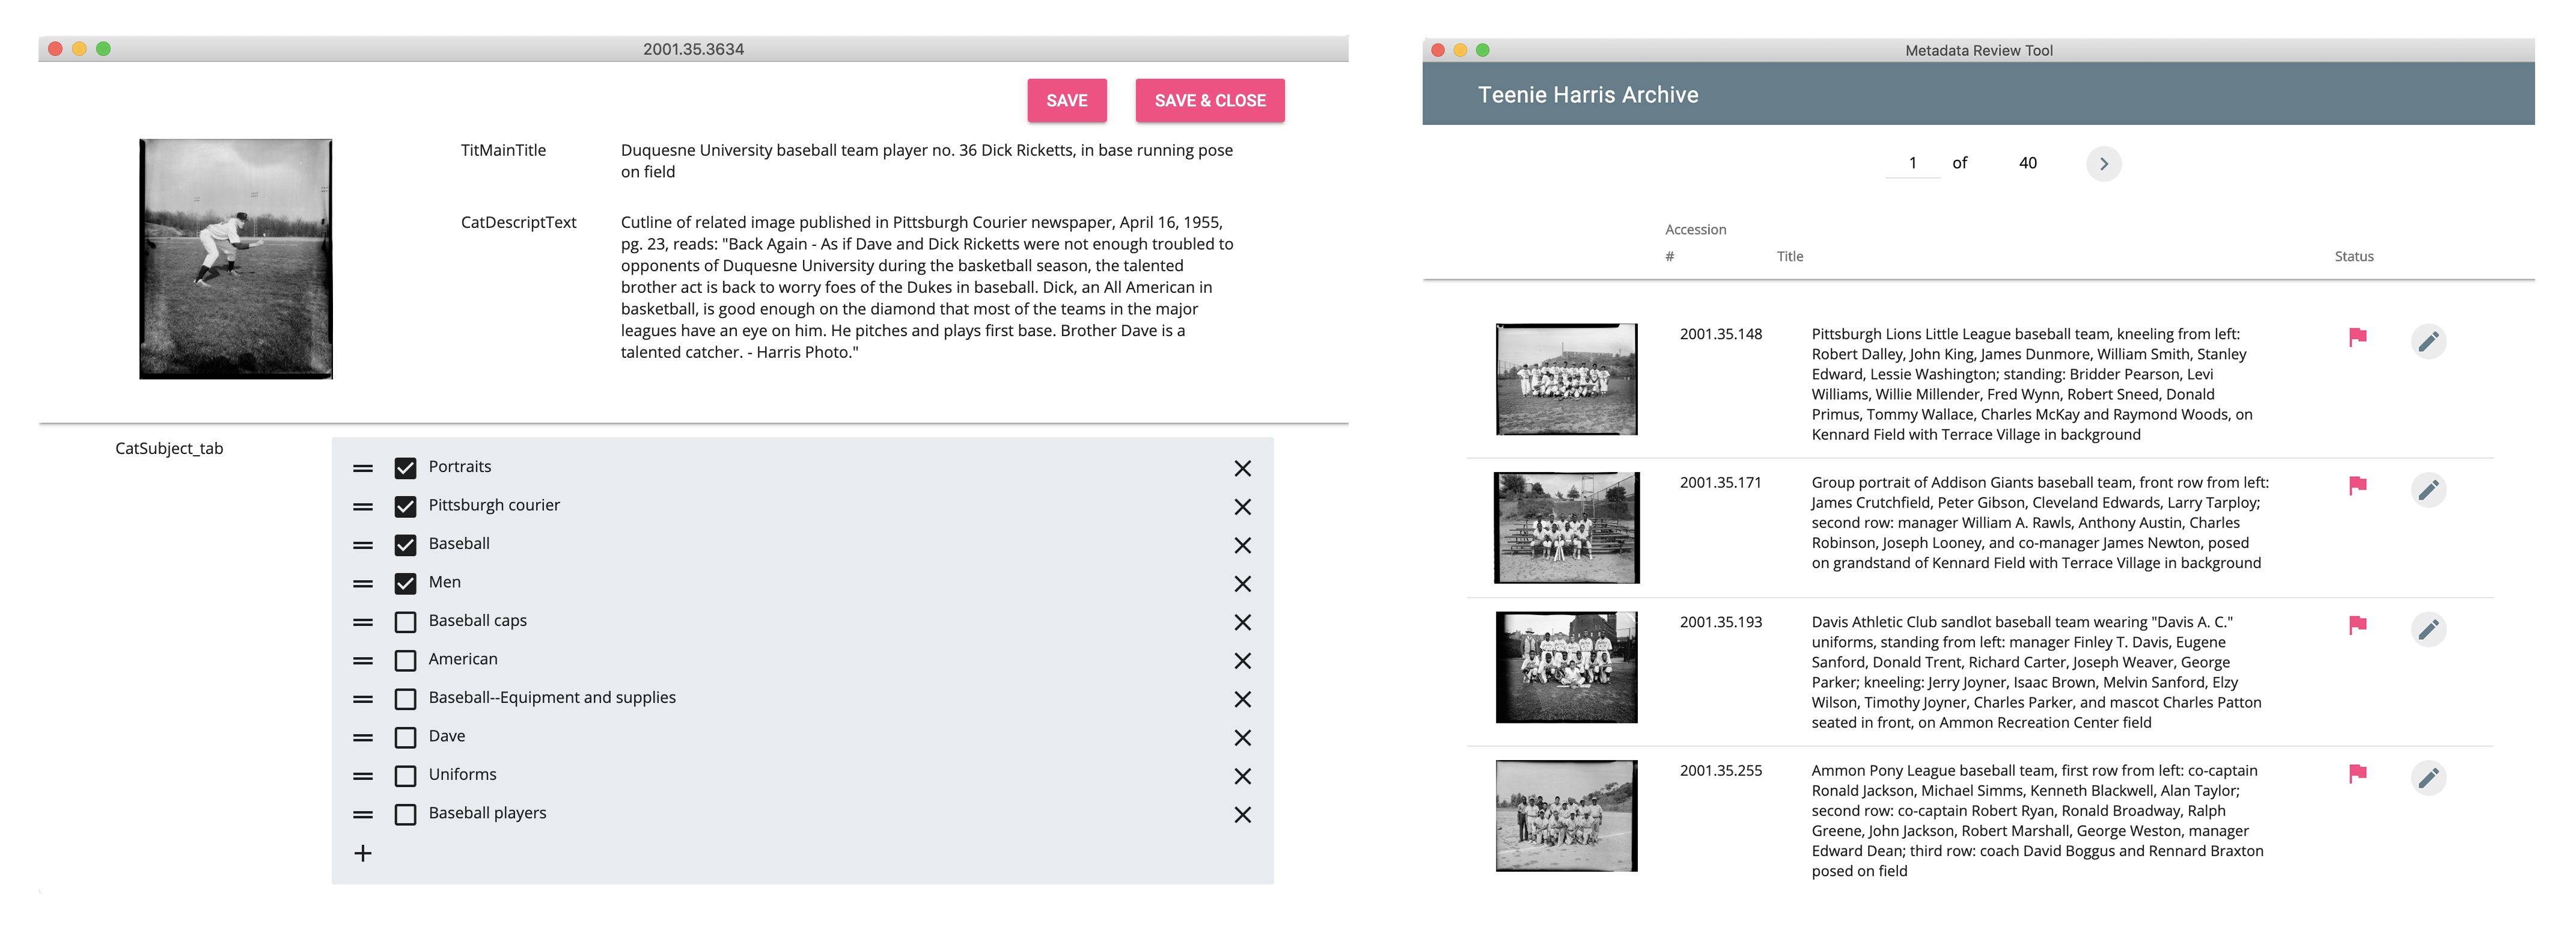 2001.35.3634
SAVE
SAVE & CLOSE
TitMainTitle
Duquesne University baseball team player no. 36 Dick Ricketts, in base running pose
on field
CatDescriptText
Cutline of related image published in Pittsburgh Courier newspaper, April 16, 1955,
pg. 23, reads: "Back Again - As if Dave and Dick Ricketts were not enough troubled to
opponents of Duquesne University during the basketball season, the talented
brother act is back to worry foes of the Dukes in baseball. Dick, an All American in
basketball, is good enough on the diamond that most of the teams in the major
leagues have an eye on him. He pitches and plays first base. Brother Dave is a
talented catcher. - Harris Photo."
CatSubject_tab
Portraits
Pittsburgh courier
Baseball
Men
Baseball caps
American
Baseball--Equipment and supplies
Dave
Uniforms
Baseball players
Metadata Review Tool
Teenie Harris Archive
1 of 40
Accession
# Title Status
2001.35.148
Pittsburgh Lions Little League baseball team, kneeling from left:
Robert Dalley, John King, James Dunmore, William Smith, Stanley
Edward, Lessie Washington; standing: Bridder Pearson, Levi
Williams, Willie Millender, Fred Wynn, Robert Sneed, Donald
Primus, Tommy Wallace, Charles McKay and Raymond Woods, on
Kennard Field with Terrace Village in background
2001.35.171
Group portrait of Addison Giants baseball team, front row from left:
James Crutchfield, Peter Gibson, Cleveland Edwards, Larry Tarploy;
second row: manager William A. Rawls, Anthony Austin, Charles
Robinson, Joseph Looney, and co-manager James Newton, posed
on grandstand of Kennard Field with Terrace Village in background
2001.35.193
Davis Athletic Club sandlot baseball team wearing "Davis A. C."
uniforms, standing from left: manager Finley T. Davis, Eugene
Sanford, Donald Trent, Richard Carter, Joseph Weaver, George
Parker; kneeling: Jerry Joyner, Isaac Brown, Melvin Sanford, Elzy
Wilson, Timothy Joyner, Charles Parker, and mascot Charles Patton
seated in front, on Ammon Recreation Center field
2001.35.255
Ammon Pony League baseball team, first row from left: co-captain
Ronald Jackson, Michael Simms, Kenneth Blackwell, Alan Taylor;
second row: co-captain Robert Ryan, Ronald Broadway, Ralph
Greene, John Jackson, Robert Marshall, George Weston, manager
Edward Dean; third row: coach David Boggus and Rennard Braxton
posed on field